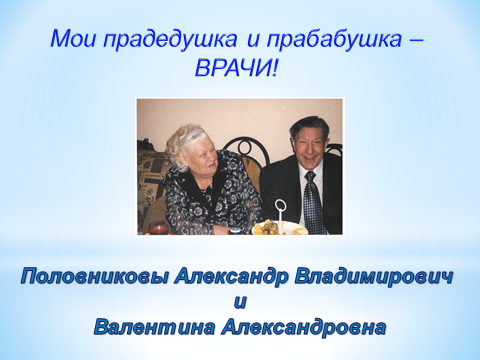 Мои прадедушка и прабабушка –
ВРАЧИ!
Половниковы Александр Владимирович
и
Валентина Александровна